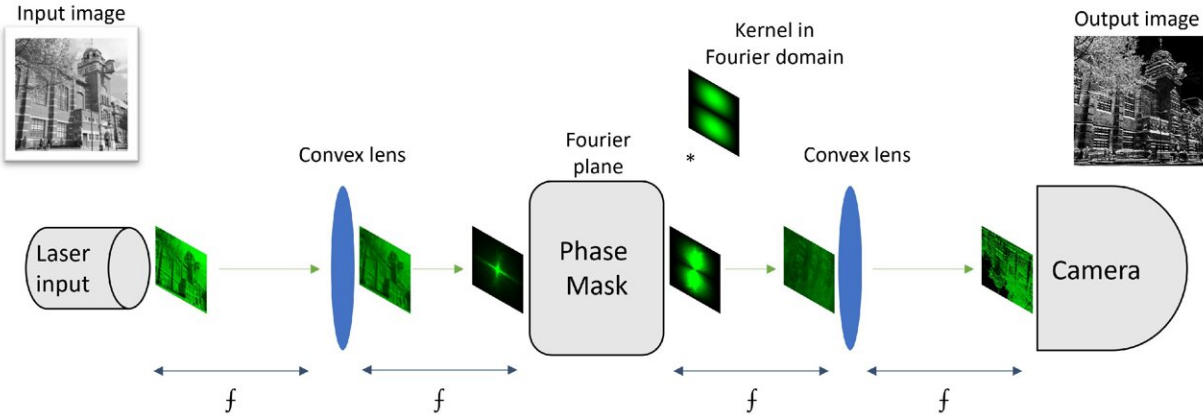 Input image
Output image
Kernel in
Fourier domain
*
Convex lens
Fourier
plane
Convex lens
Laser
input
Phase
Mask
Camera
f
f
f
f